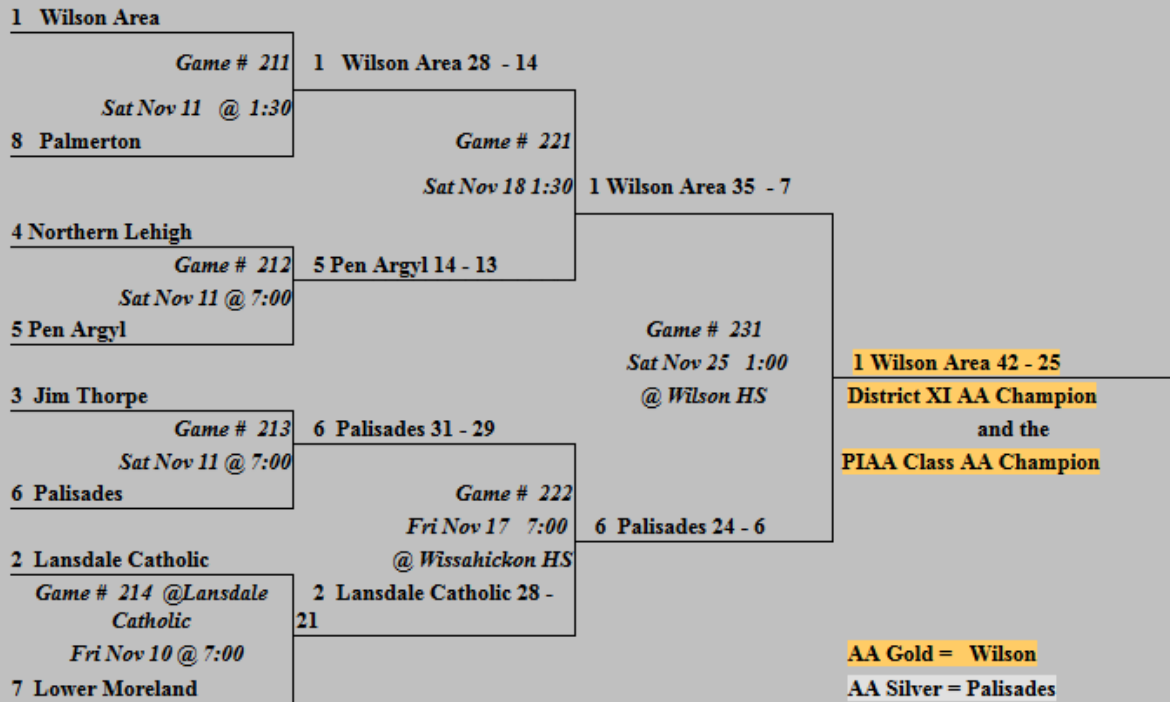 1 Wilson Area
Game # 211
1 Wilson Area 28 - 14
Sat Nov 11 @ 1:30
8 Palmerton
Game # 221
Sat Nov 18 1:30
1 Wilson Area 35 - 7
4 Northern Lehigh
Game # 212
5 Pen Argyl 14 - 13
Sat Nov 11 @ 7:00
5 Pen Argyl
Game # 231
Sat Nov 25 1:00
@ Wilson HS
1 Wilson Area 42 - 25
District XI AA Champion
and the
PIAA Class AA Champion
3 Jim Thorpe
Game # 213
6 Palisades 31 - 29
Sat Nov 11 @ 7:00
6 Palisades
Game # 222
Fri Nov 17 7:00
@ Wissahickon HS
6 Palisades 24 - 6
2 Lansdale Catholic
Game # 214 @Lansdale
Catholic
2 Lansdale Catholic 28 -
21
Fri Nov 10 @ 7:00
7 Lower Moreland
AA Gold = Wilson
AA Silver = Palisades